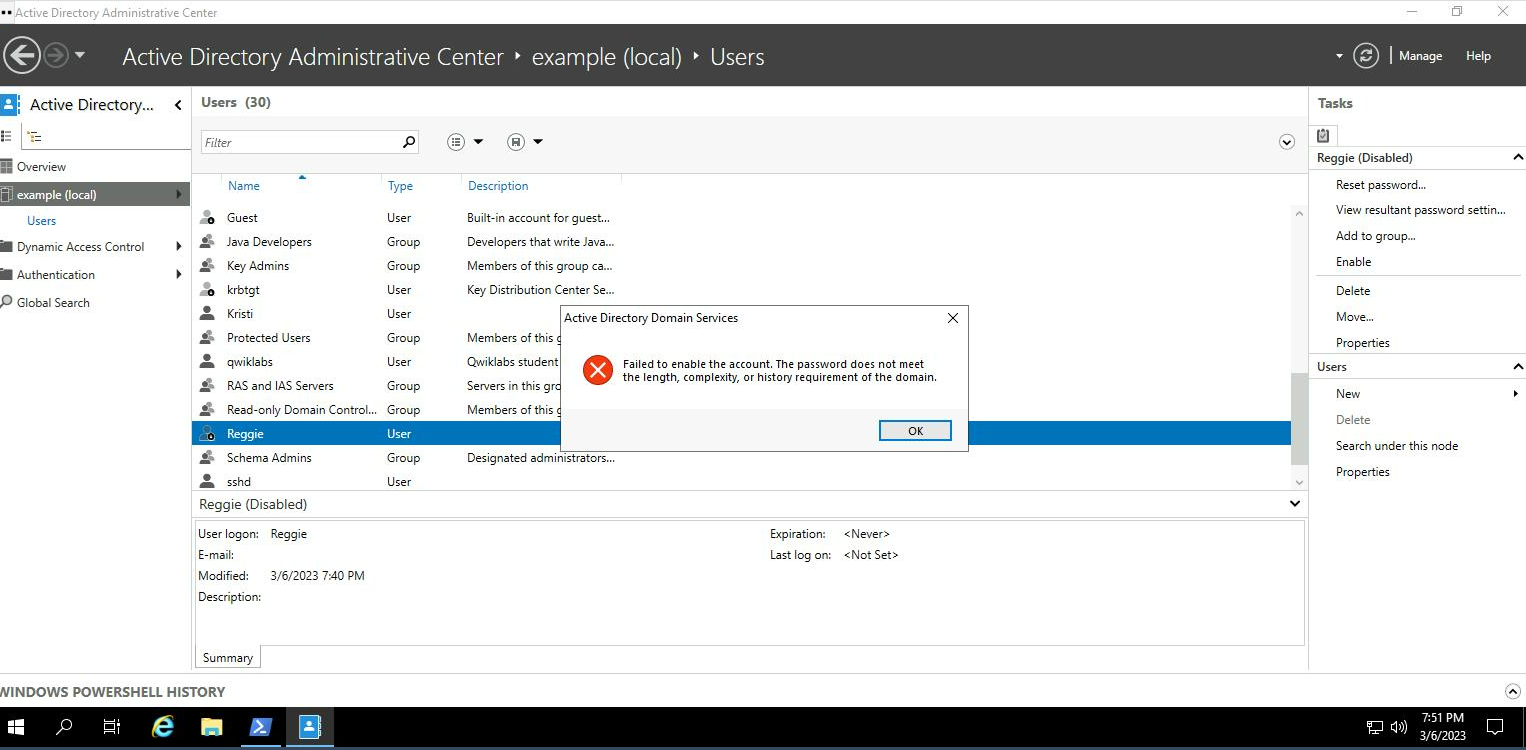 Active Directory Administrative Center
Active Directory Administrative Center • example (local) • Users
Manage
Help
Active Directory...
Overview
example (local)
Users
Dynamic Access Control
Authentication
Global Search
Users (30)
Filter
Name Type Description
Guest User Built-in account for guest...
Java Developers Group Developers that write Java...
Key Admins Group Members of this group ca...
krbtgt User Key Distribution Center Se...
Kristi User
Protected Users Group Members of this g
qwiklabs User Qwiklabs student
RAS and IAS Servers Group Servers in this gro
Read-only Domain Control... Group Members of this g
Reggie User
Schema Admins Group Designated administrators...
sshd User
Active Directory Domain Services
Failed to enable the account. The password does not meet
the length, complexity, or history requirement of the domain.
OK
Reggie (Disabled)
User logon: Reggie
E-mail:
Modified: 3/6/2023 7:40 PM
Description:
Expiration: <Never>
Last log on: <Not Set>
Summary
Tasks
Reggie (Disabled)
Reset password...
View resultant password settin...
Add to group...
Enable
Delete
Move...
Properties
Users
New
Delete
Search under this node
Properties
WINDOWS POWERSHELL HISTORY
7:51 PM
3/6/2023